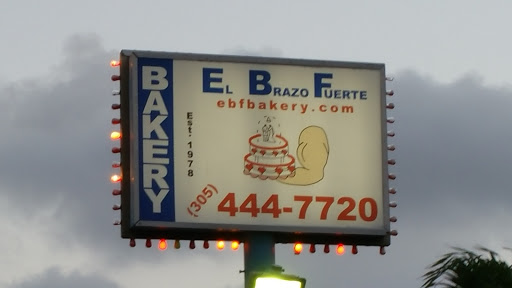 BAKERY
El Brazo Fuerte
ebfbakery.com
Est. 1978
(305) 444-7720